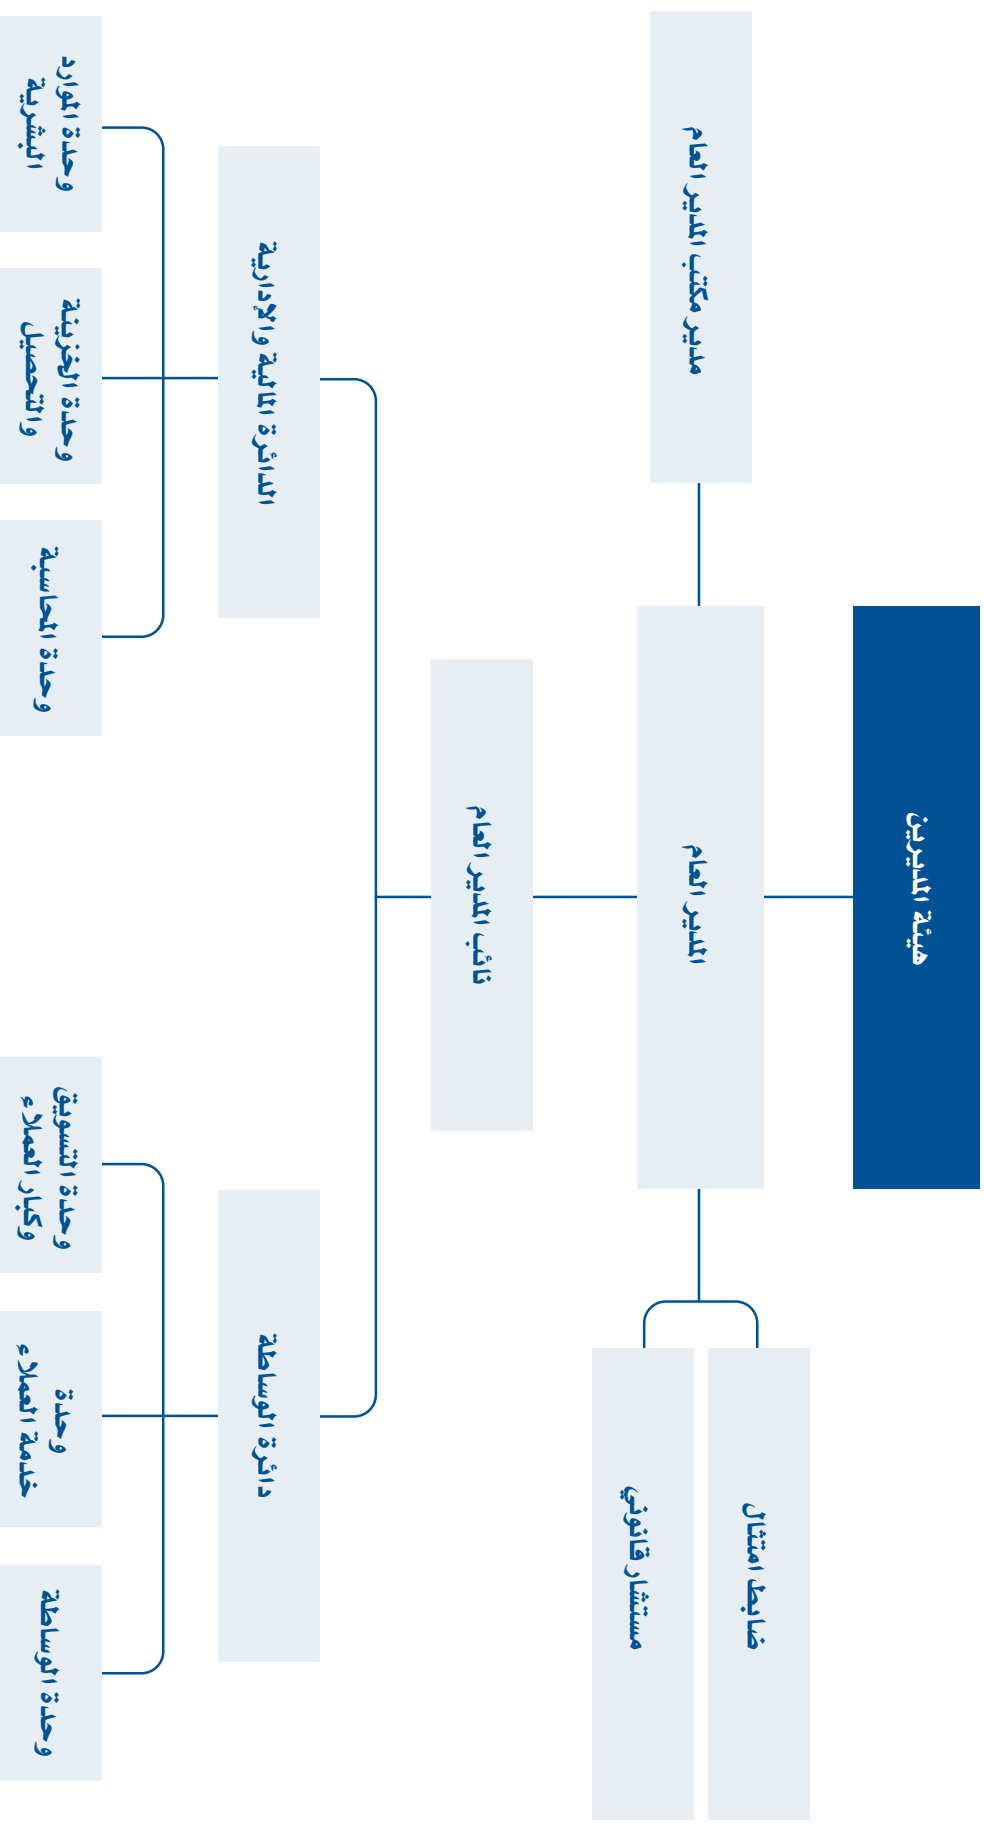 هيئة المديرين
المدير العام
مدير مكتب المدير العام
ضابط امتثال
مستشار قانوني
نائب المدير العام
دائرة الوساطة
الدائرة المالية والإدارية
وحدة الوساطة
وحدة
خدمة العملاء
وحدة التسويق
وكبار العملاء
وحدة المحاسبة
وحدة الخزينة
والتحصيل
وحدة الموارد
البشرية